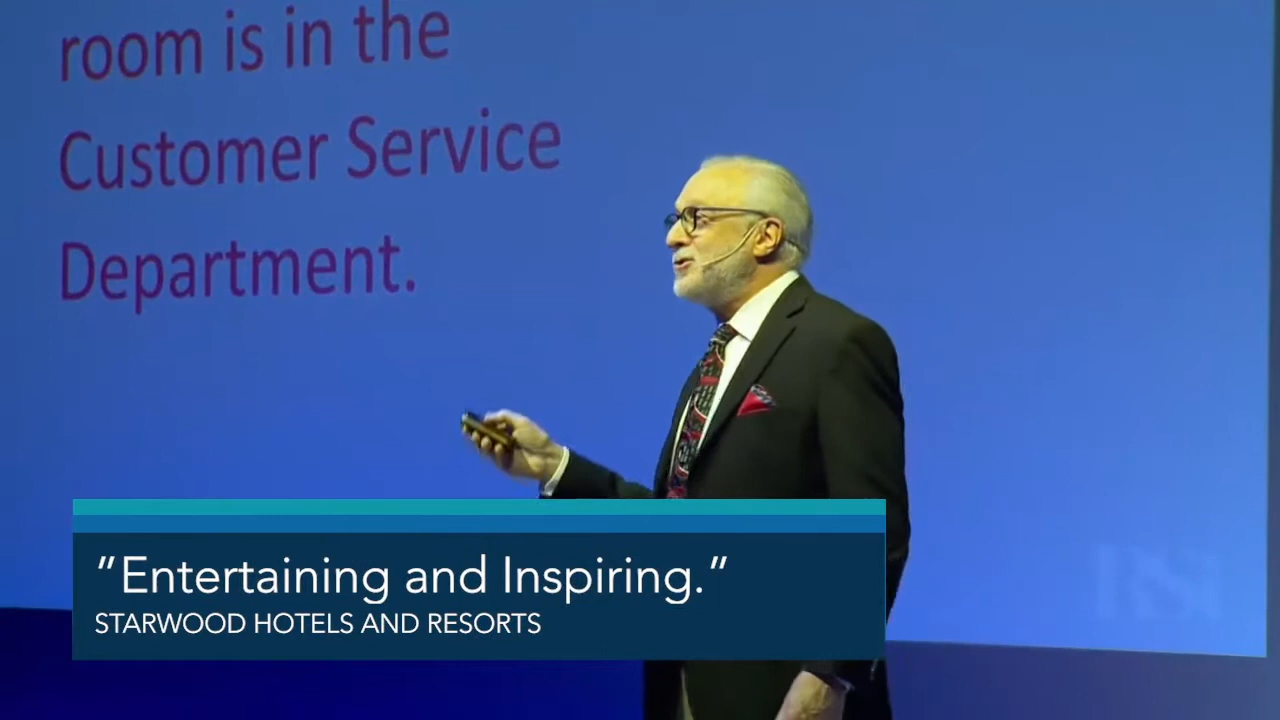 room is in the
Customer Service
Department.
"Entertaining and Inspiring."
STARWOOD HOTELS AND RESORTS